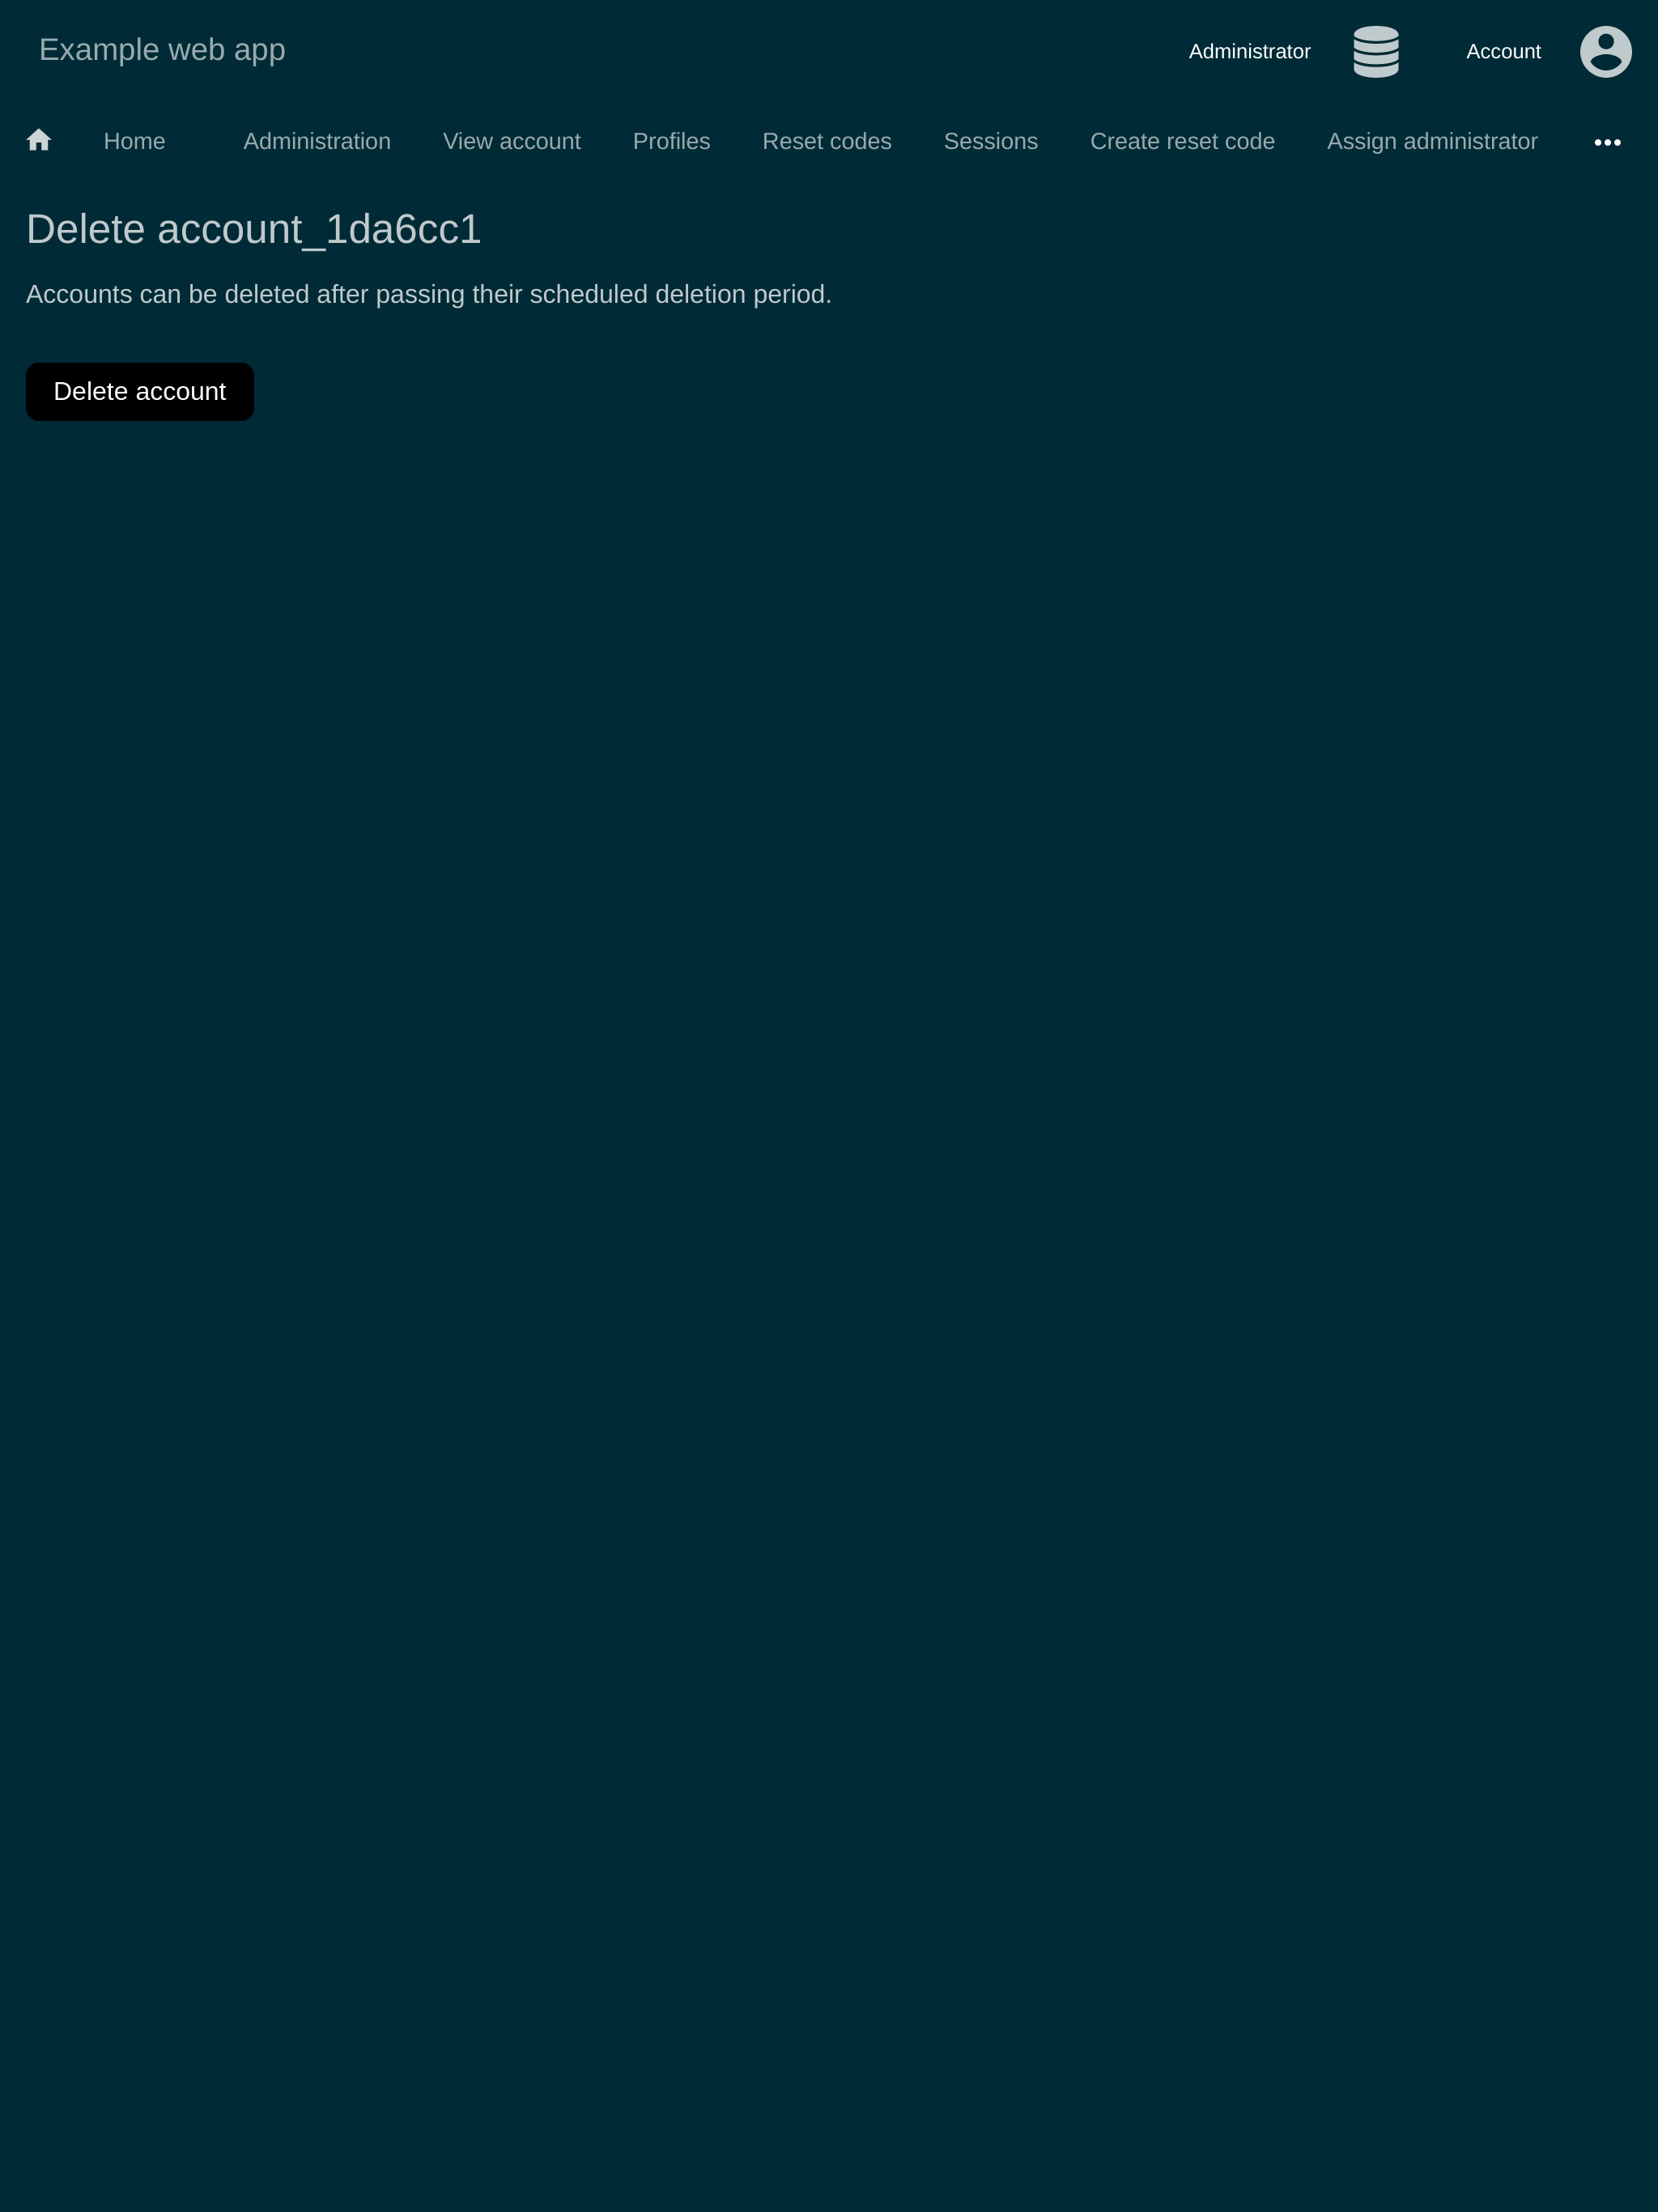 Example web app
Administrator
Account
Home
Administration
View account
Profiles
Reset codes
Sessions
Create reset code
Assign administrator
Delete account_1da6cc1
Accounts can be deleted after passing their scheduled deletion period.
Delete account